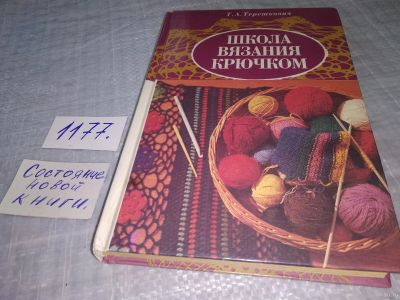 Т. А. Терешкович
ШКОЛА
ВЯЗАНИЯ
КРЮЧКОМ
1177.
Состояние
новой
книги.